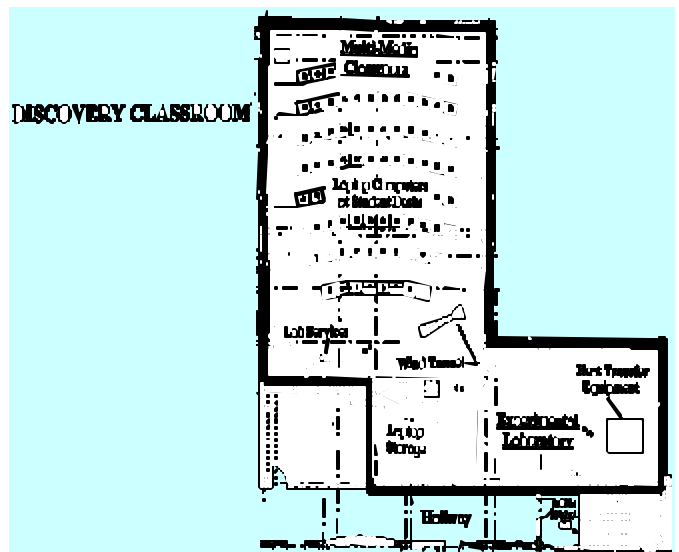 Multi-Media
Classroom
DISCOVERY CLASSROOM
Laptop Computers
at Student Desks
Lab Services
Wind Tunnel
Heat Transfer
Equipment
Laptop
Storage
Experimental
Laboratory
Hallway